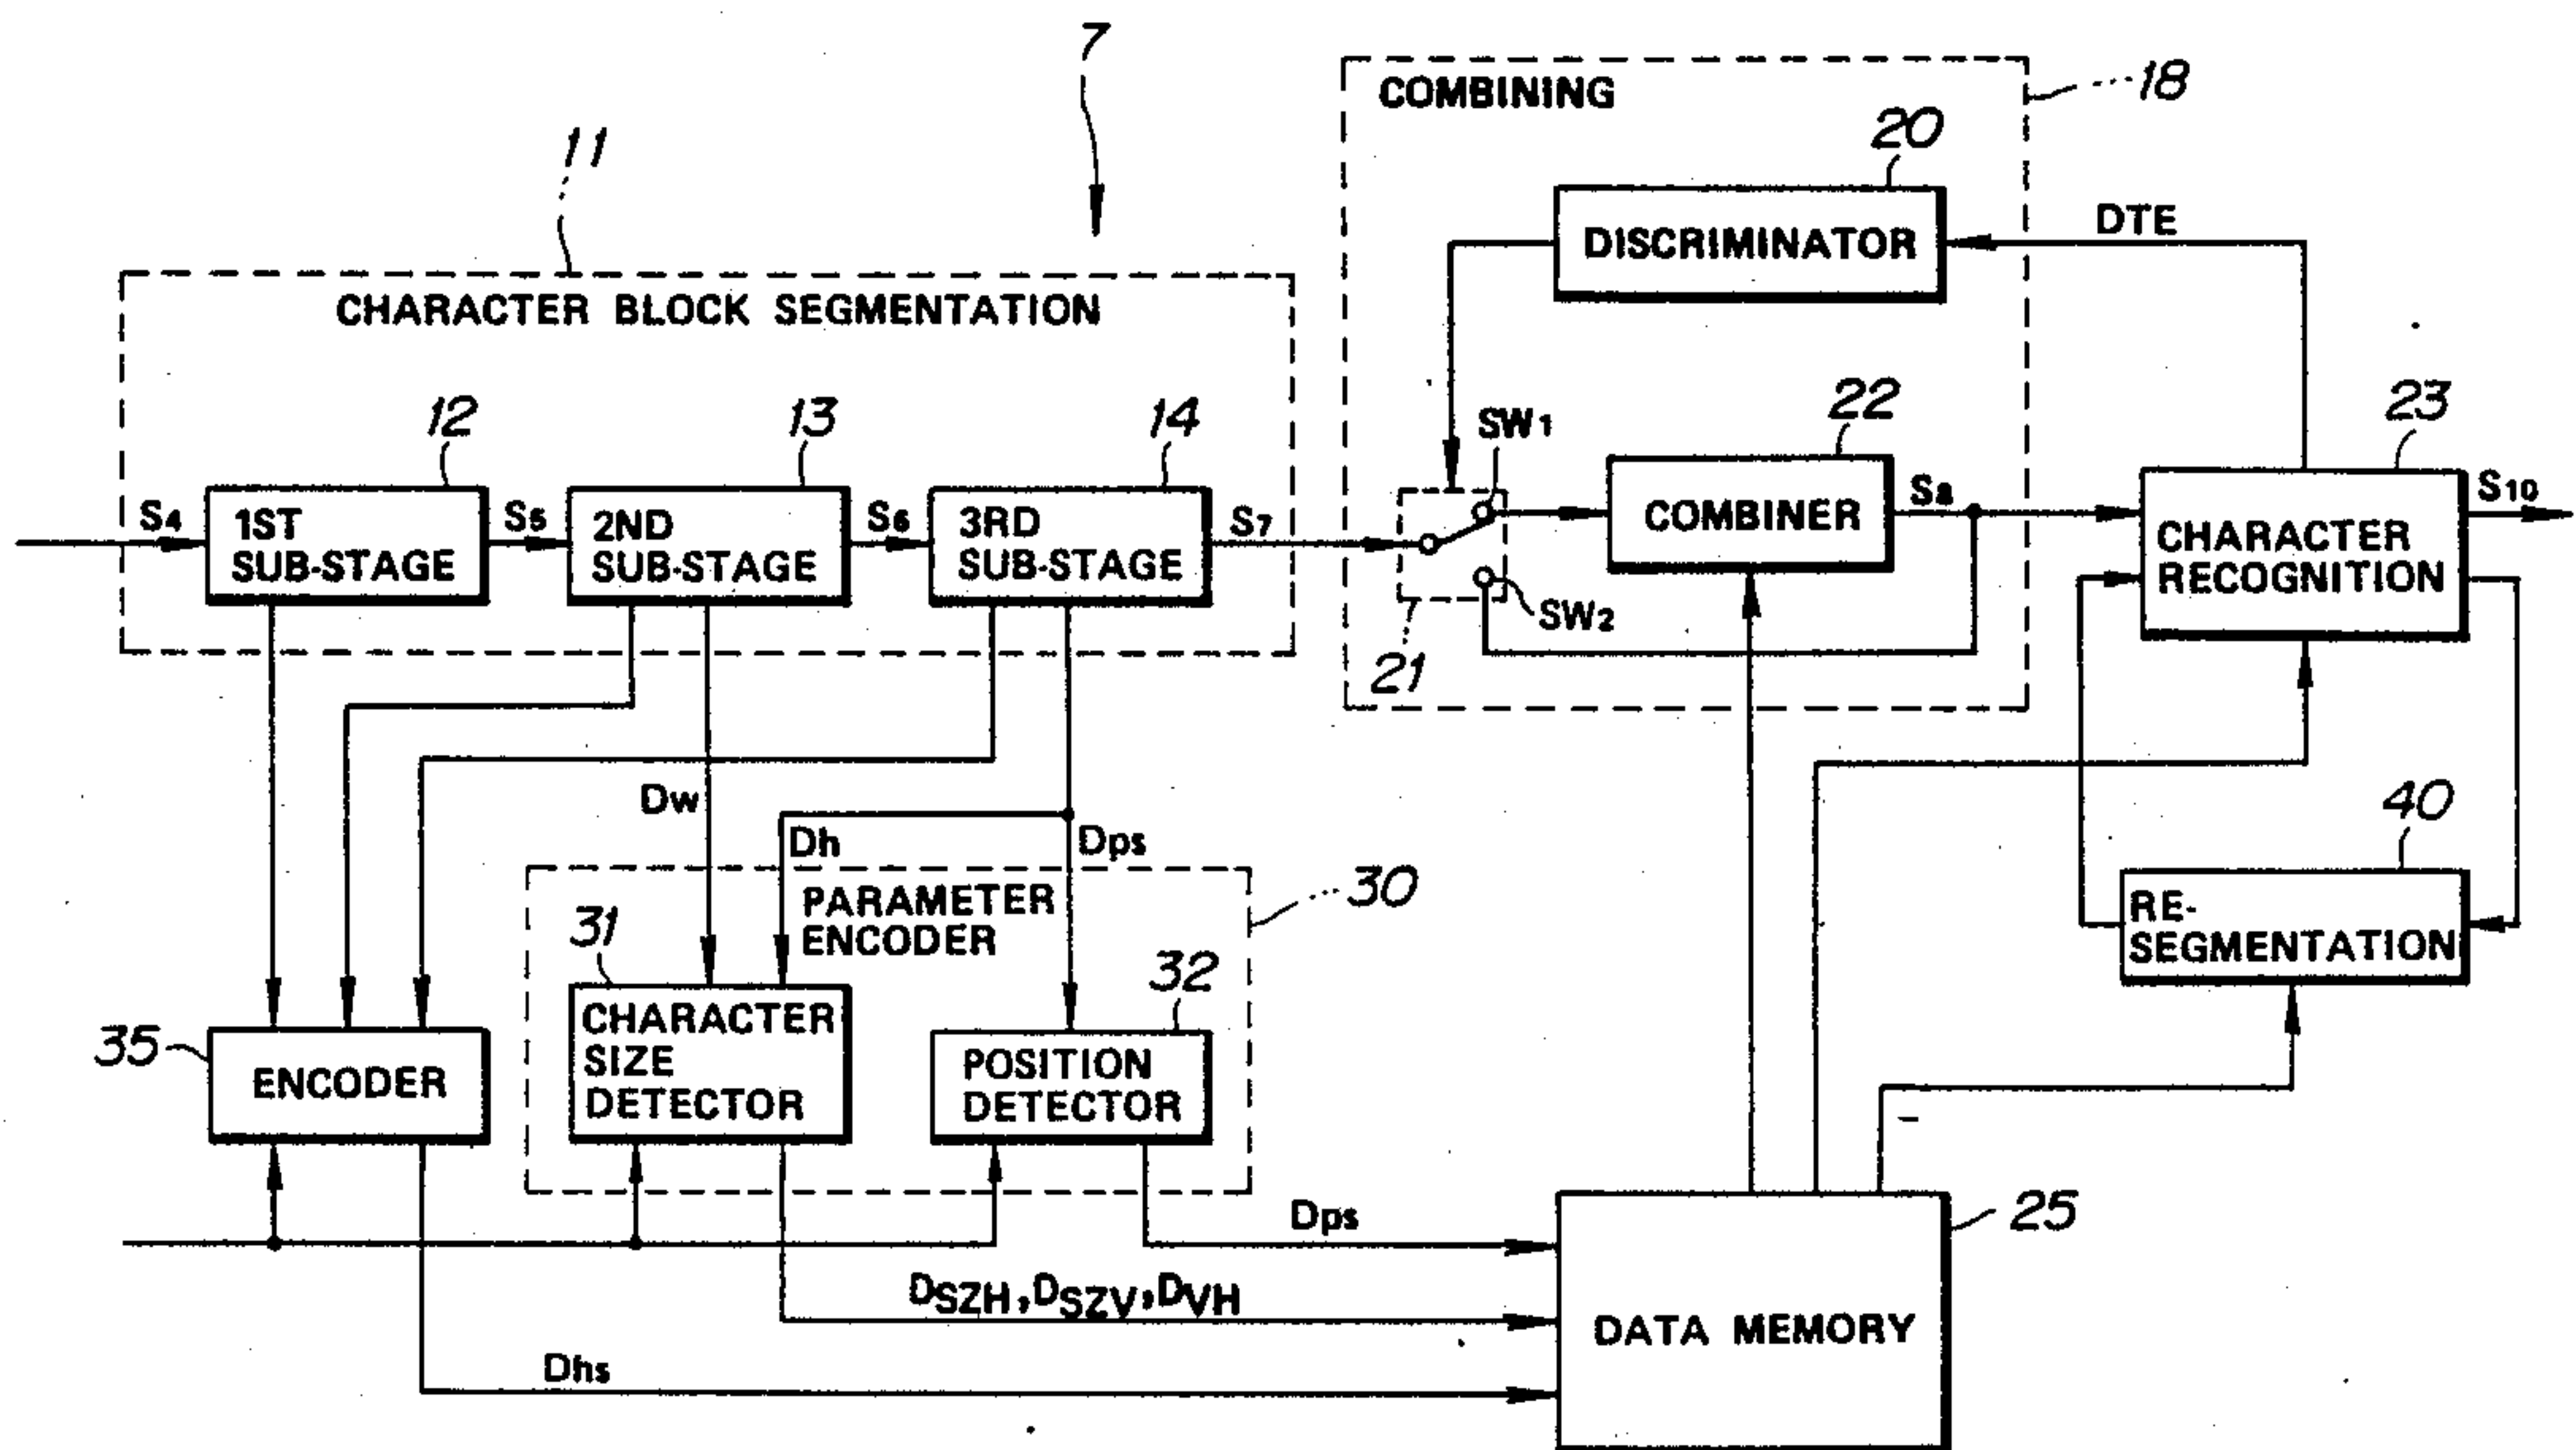 7
COMBINING
18
11
20
DISCRIMINATOR
DTE
CHARACTER BLOCK SEGMENTATION
12
13
14
SW1
22
23
S4
1ST
SUB-STAGE
S5
2ND
SUB-STAGE
S6
3RD
SUB-STAGE
S7
COMBINER
S8
CHARACTER
RECOGNITION
S10
SW2
21
Dw
Dh
Dps
40
RE-
SEGMENTATION
PARAMETER
ENCODER
30
31
32
35
ENCODER
CHARACTER
SIZE
DETECTOR
POSITION
DETECTOR
Dps
25
DSZH,DSZV,DVH
DATA MEMORY
Dhs